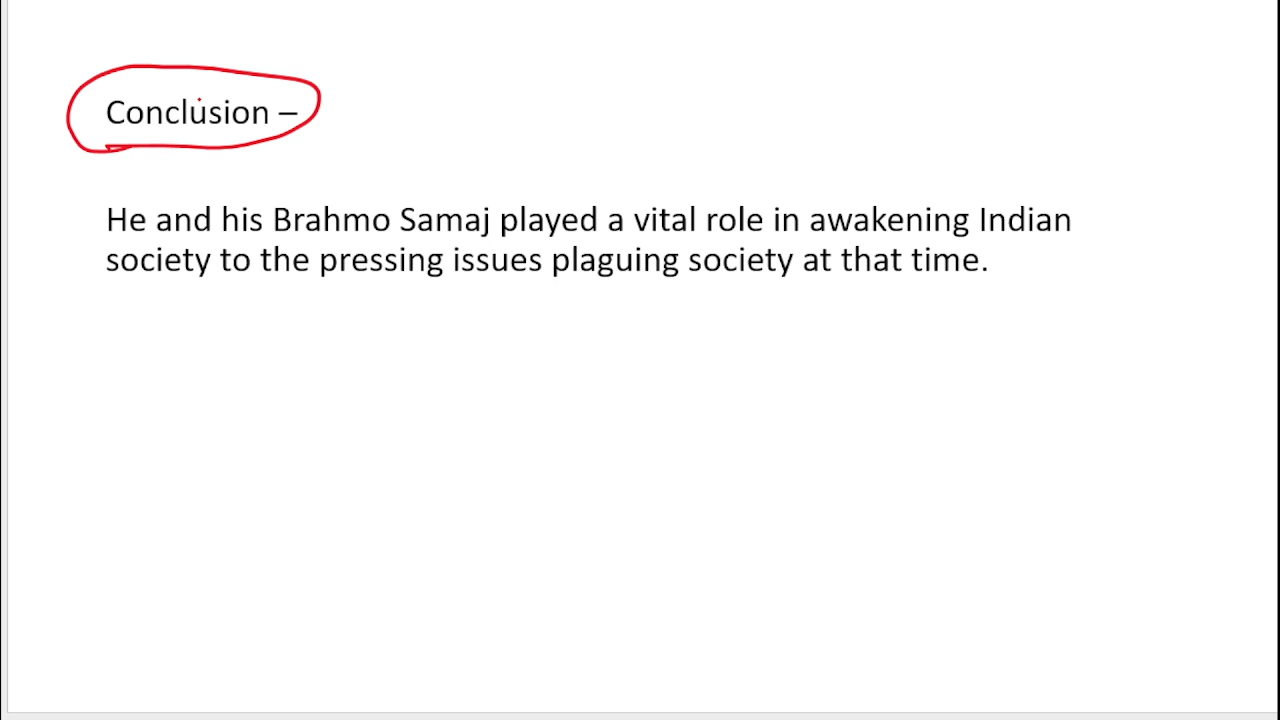 Conclusion –
He and his Brahmo Samaj played a vital role in awakening Indian
society to the pressing issues plaguing society at that time.